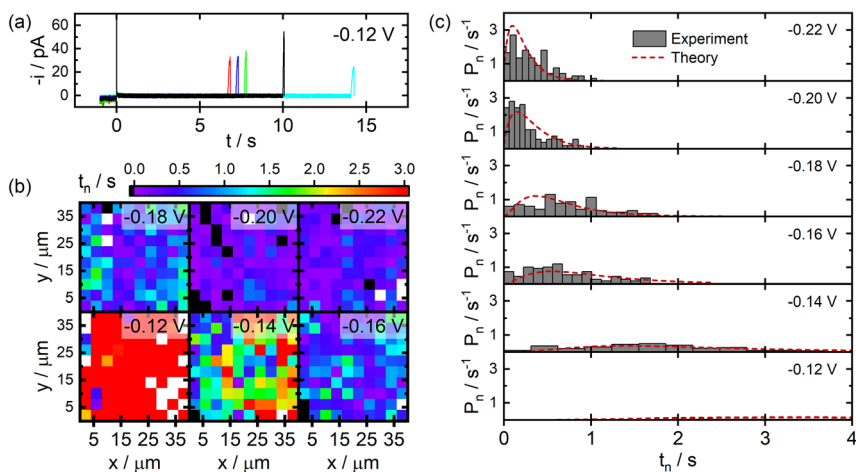 (a)
-0.12 V
-i / pA
60
40
20
0
0 5 10 15
t / s
(b)
t_n / s
0.0 0.5 1.0 1.5 2.0 2.5 3.0
-0.18 V -0.20 V -0.22 V
y / μm
35
25
15
5
-0.12 V -0.14 V -0.16 V
y / μm
35
25
15
5
5 15 25 35 5 15 25 35 5 15 25 35
x / μm x / μm x / μm
(c)
P_n / s⁻¹
3
1
-0.22 V
Experiment
Theory
P_n / s⁻¹
3
1
-0.20 V
P_n / s⁻¹
3
1
-0.18 V
P_n / s⁻¹
3
1
-0.16 V
P_n / s⁻¹
3
1
-0.14 V
P_n / s⁻¹
3
1
-0.12 V
0 1 2 3 4
t_n / s